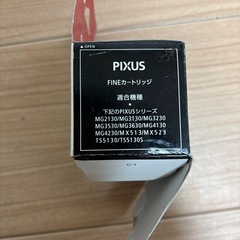 OPEN
PIXUS
FINEカートリッジ
適合機種
下記のPIXUSシリーズ
MG2130/MG3130/MG3230
MG3530/MG3630/MG4130
MG4230/MX513/MX523
TS5130/TS5130S